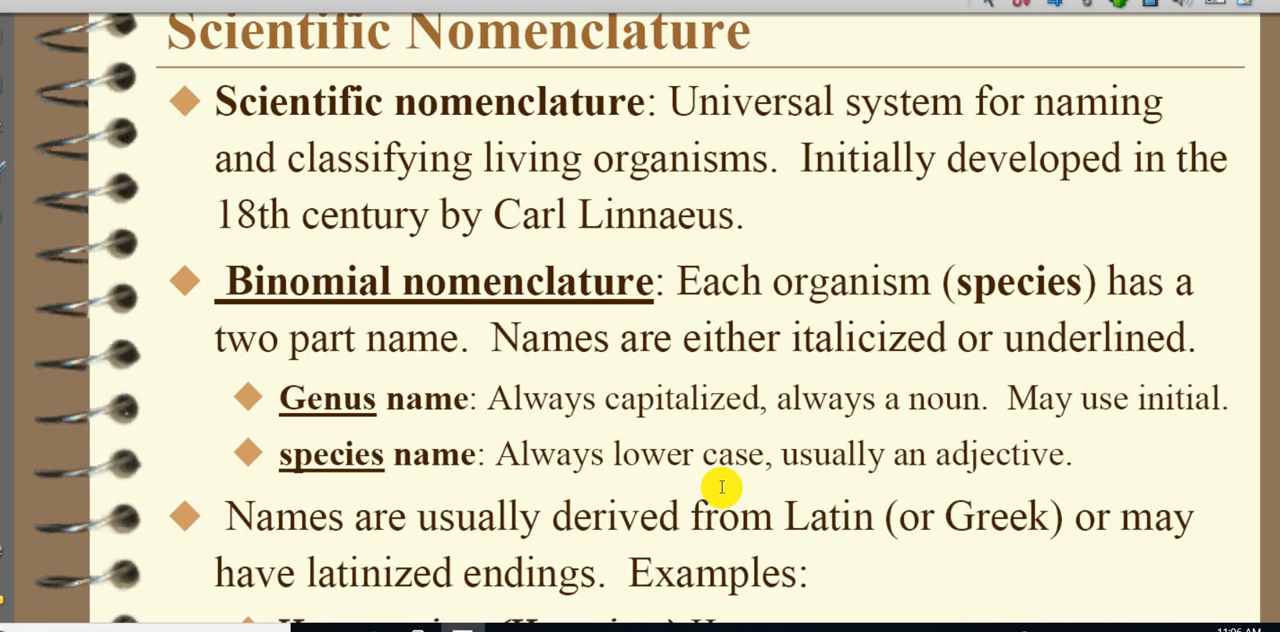 Scientific Nomenclature
Scientific nomenclature: Universal system for naming
and classifying living organisms. Initially developed in the
18th century by Carl Linnaeus.
Binomial nomenclature: Each organism (species) has a
two part name. Names are either italicized or underlined.
Genus name: Always capitalized, always a noun. May use initial.
species name: Always lower case, usually an adjective.
Names are usually derived from Latin (or Greek) or may
have latinized endings. Examples:
11:06 AM